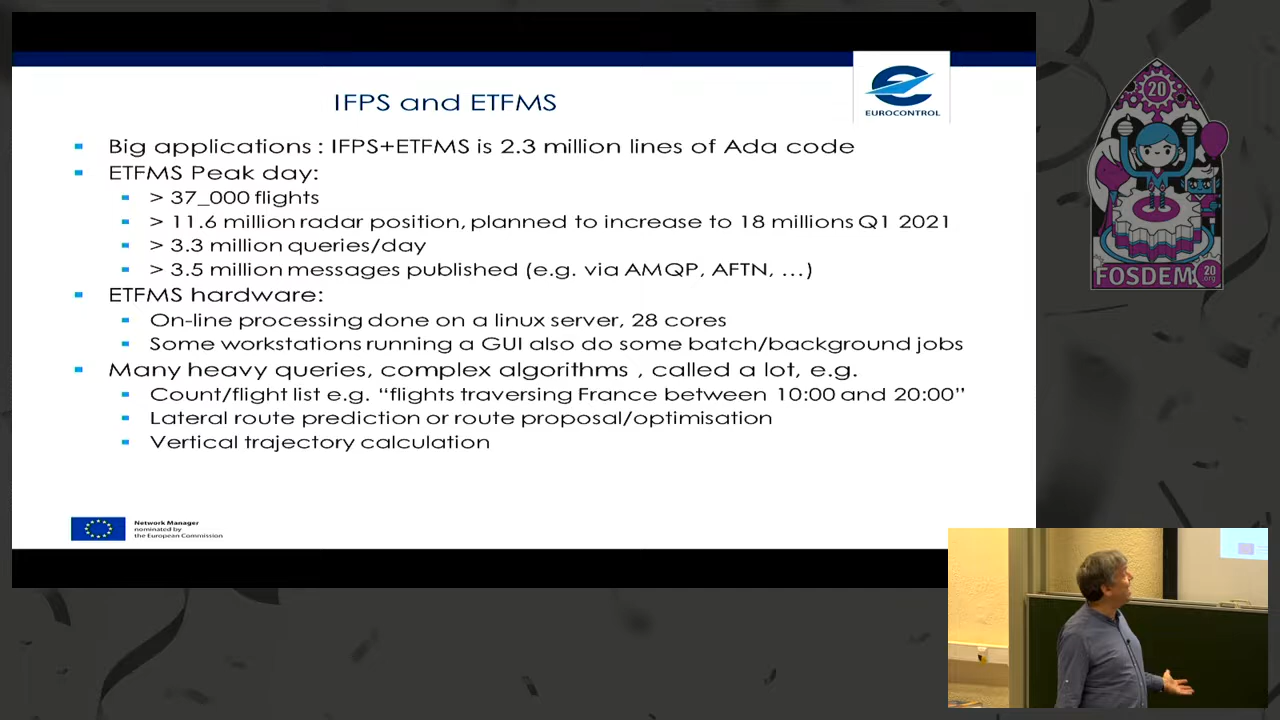 IFPS and ETFMS
EUROCONTROL
Big applications : IFPS+ETFMS is 2.3 million lines of Ada code
ETFMS Peak day:
> 37_000 flights
> 11.6 million radar position, planned to increase to 18 millions Q1 2021
> 3.3 million queries/day
> 3.5 million messages published (e.g. via AMQP, AFTN, …)
ETFMS hardware:
On-line processing done on a linux server, 28 cores
Some workstations running a GUI also do some batch/background jobs
Many heavy queries, complex algorithms , called a lot, e.g.
Count/flight list e.g. “flights traversing France between 10:00 and 20:00”
Lateral route prediction or route proposal/optimisation
Vertical trajectory calculation
Network Manager
nominated by
the European Commission
20
FOSDEM
20
.org